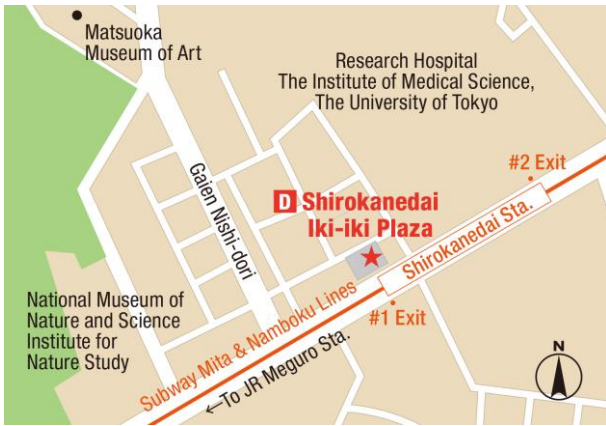 Matsuoka
Museum of Art
Research Hospital
The Institute of Medical Science,
The University of Tokyo
#2 Exit
Gaien Nishi-dori
D Shirokanedai
Iki-iki Plaza
Shirokanedai Sta.
National Museum of
Nature and Science
Institute for
Nature Study
Subway Mita & Namboku Lines
#1 Exit
←To JR Meguro Sta.
N